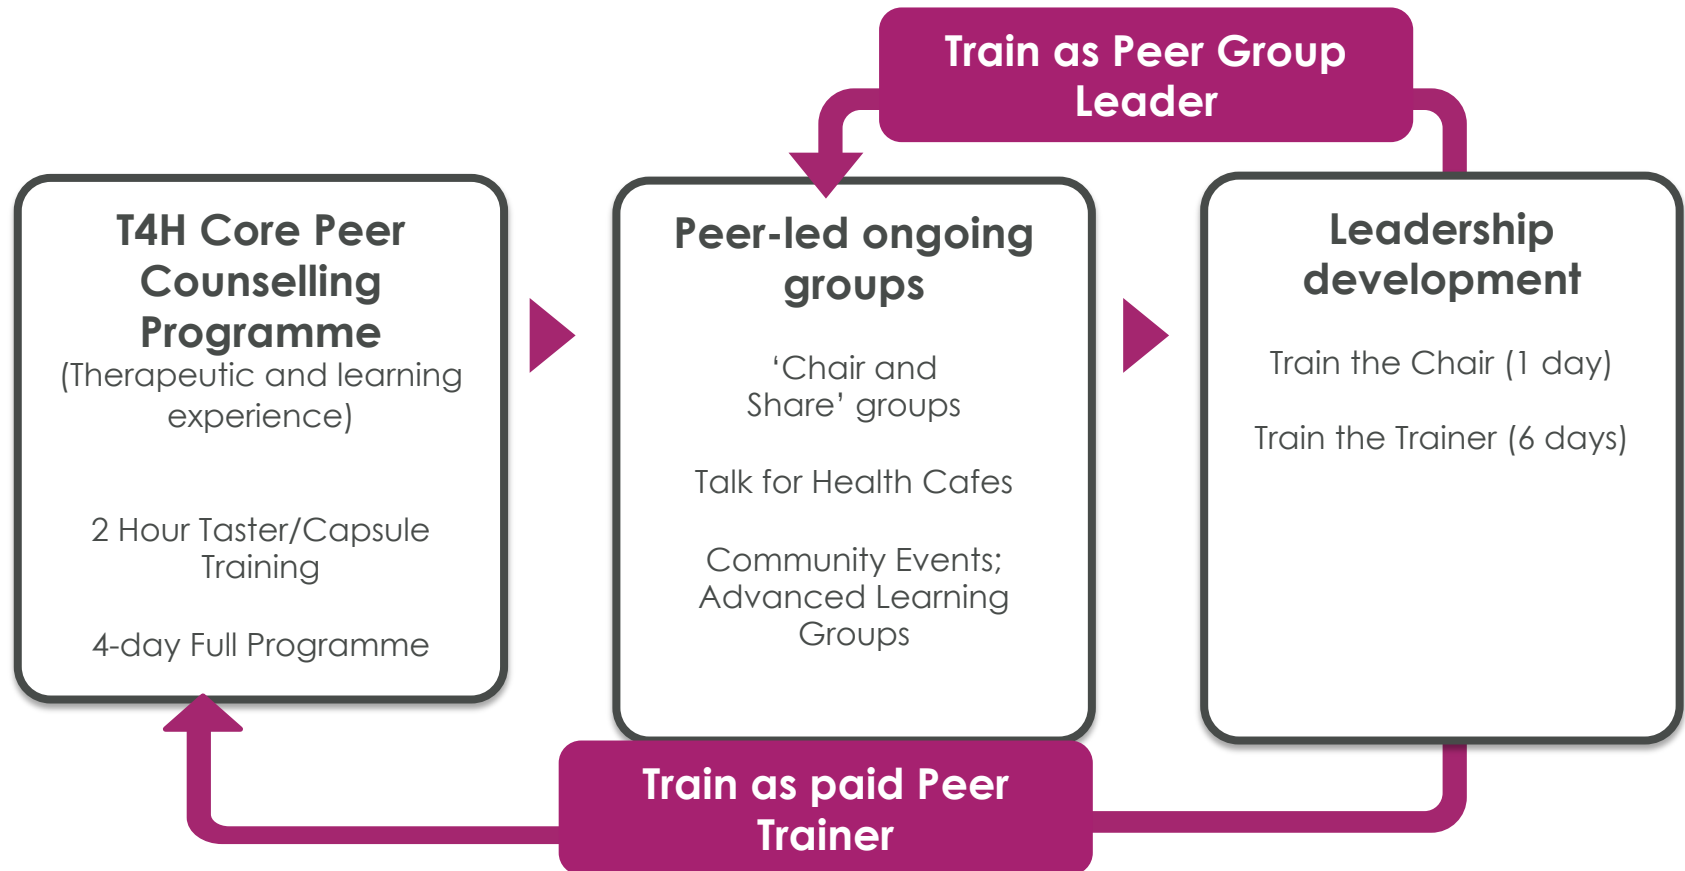 Train as Peer Group
Leader
T4H Core Peer
Counselling
Programme
(Therapeutic and learning
experience)
2 Hour Taster/Capsule
Training
4-day Full Programme
Peer-led ongoing
groups
‘Chair and
Share’ groups
Talk for Health Cafes
Community Events;
Advanced Learning
Groups
Leadership
development
Train the Chair (1 day)
Train the Trainer (6 days)
Train as paid Peer
Trainer